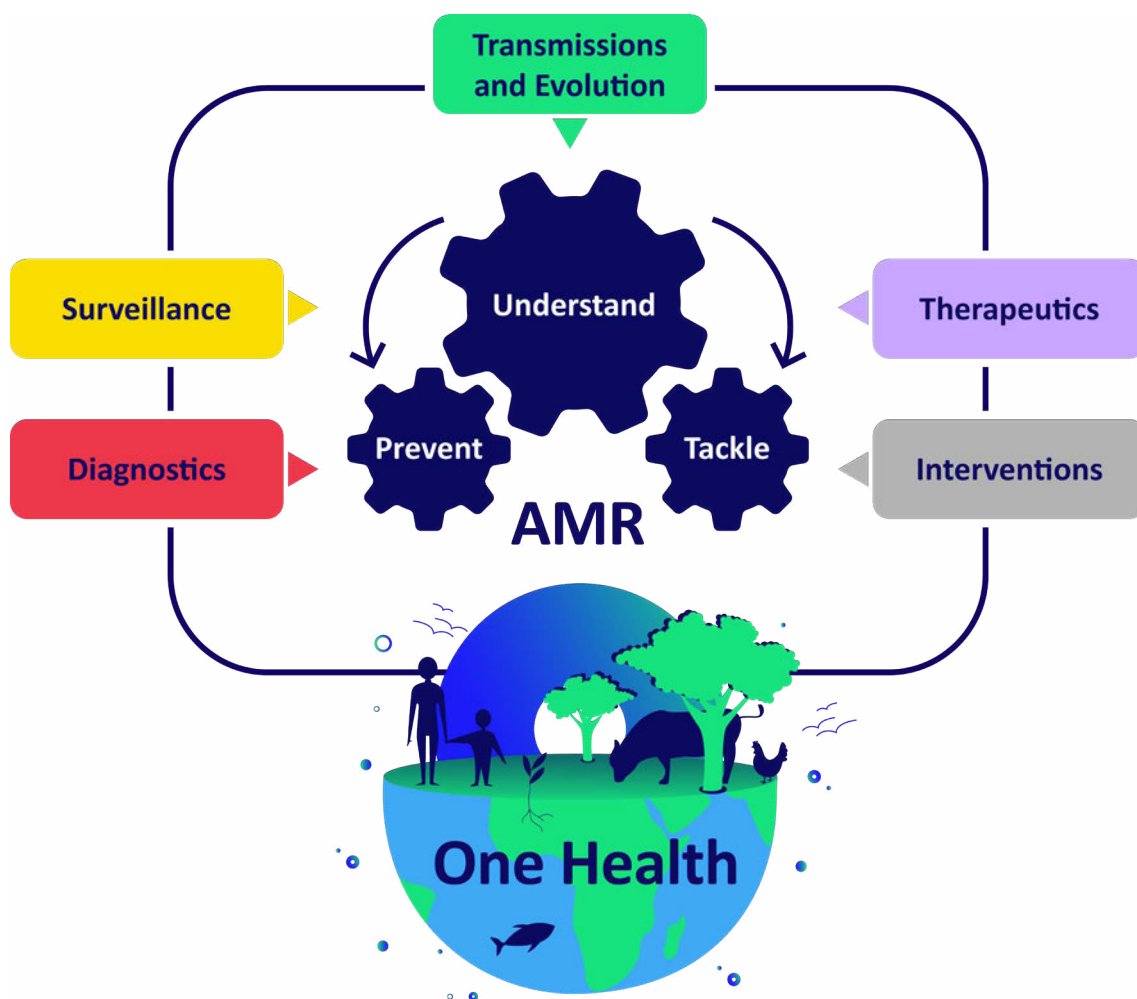 Transmissions
and Evolution
Understand
Surveillance
Therapeutics
Prevent
Tackle
Diagnostics
Interventions
AMR
One Health